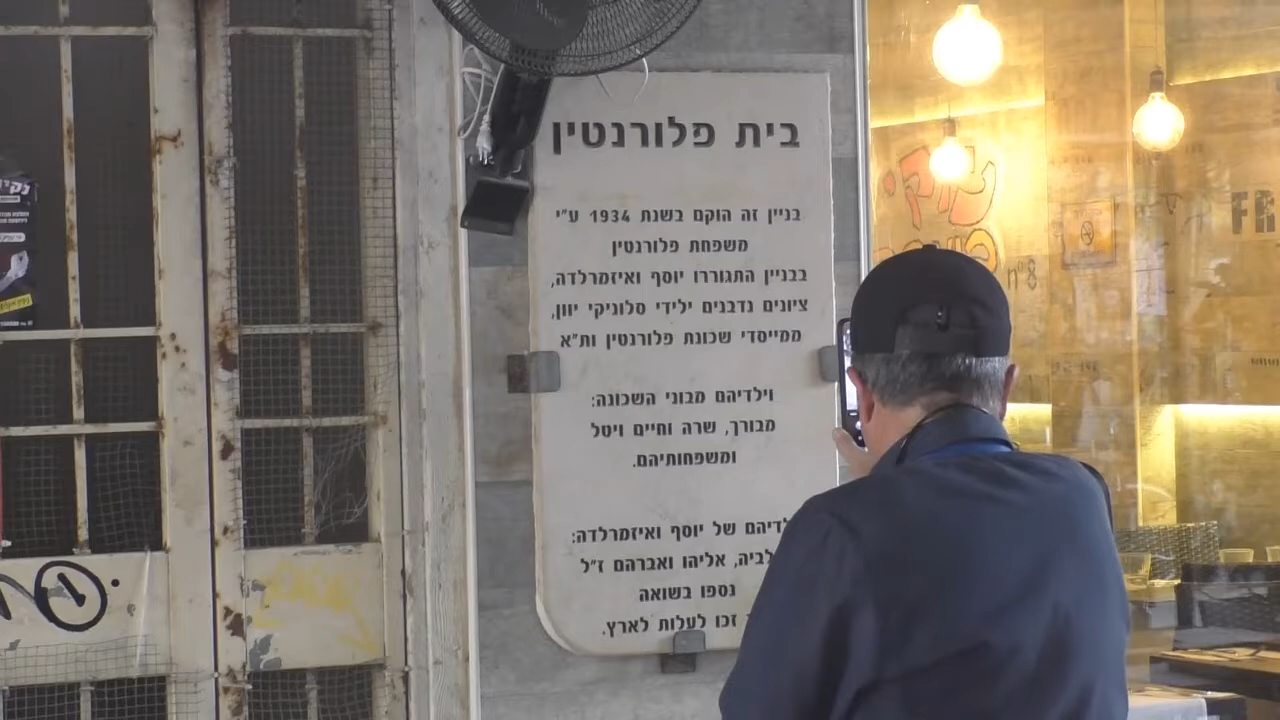 בית פלורנטין
בניין זה הוקם בשנת 1934 ע"י
משפחת פלורנטין
בבניין התגוררו יוסף ואיזמרלדה,
ציונים נדבנים ילידי סלוניקי יוון,
ממייסדי שכונת פלורנטין ות"א
וילדיהם מבוני השכונה:
מבורך, שרה וחיים ויטל
ומשפחותיהם.
של יוסף ואיזמרלדה:
אליהו ואברהם ז"ל
נספו בשואה
זכו לעלות לארץ.
FR